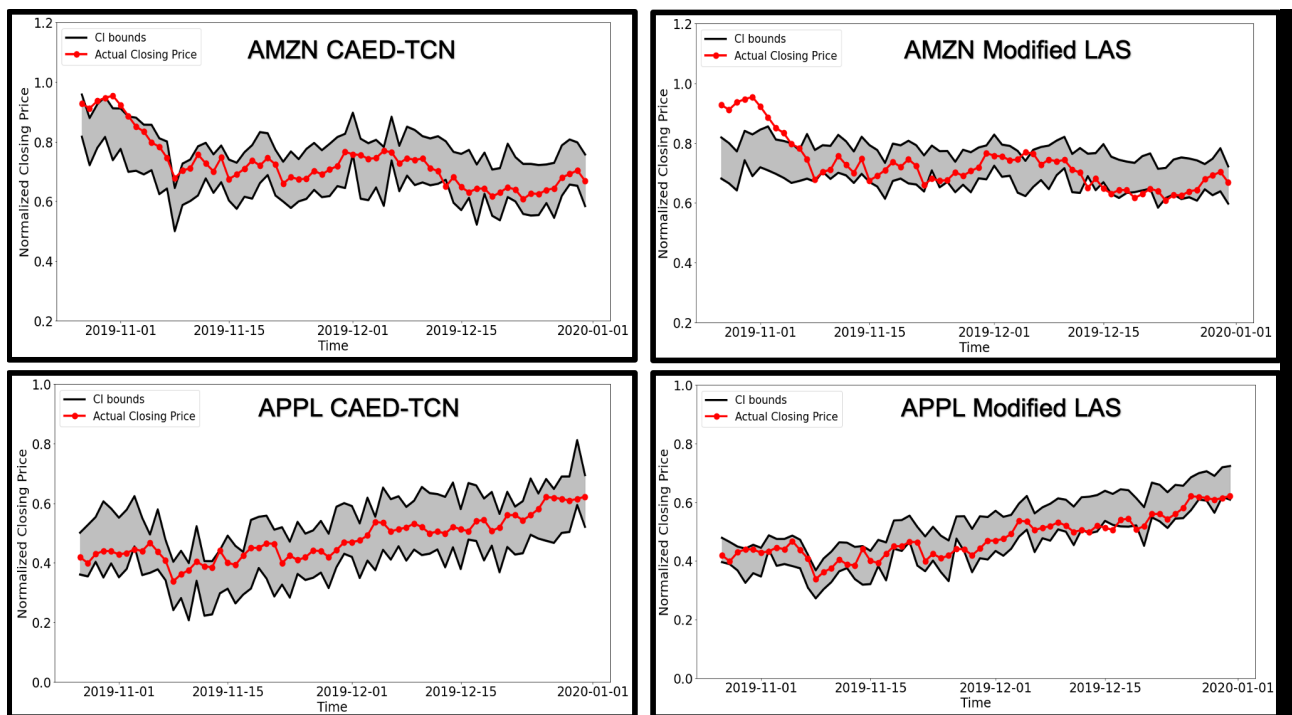 AMZN CAED-TCN
CI bounds
Actual Closing Price
Normalized Closing Price
1.2
1.0
0.8
0.6
0.4
0.2
2019-11-01
2019-11-15
2019-12-01
2019-12-15
2020-01-01
Time
AMZN Modified LAS
CI bounds
Actual Closing Price
Normalized Closing Price
1.2
1.0
0.8
0.6
0.4
0.2
2019-11-01
2019-11-15
2019-12-01
2019-12-15
2020-01-01
Time
APPL CAED-TCN
CI bounds
Actual Closing Price
Normalized Closing Price
1.0
0.8
0.6
0.4
0.2
0.0
2019-11-01
2019-11-15
2019-12-01
2019-12-15
2020-01-01
Time
APPL Modified LAS
CI bounds
Actual Closing Price
Normalized Closing Price
1.0
0.8
0.6
0.4
0.2
0.0
2019-11-01
2019-11-15
2019-12-01
2019-12-15
2020-01-01
Time